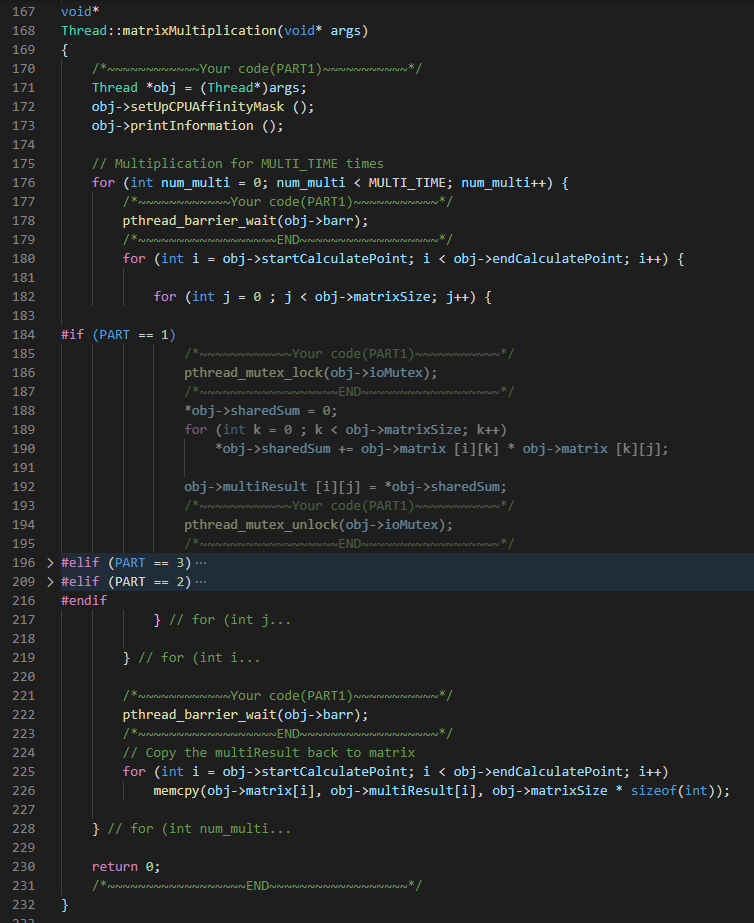 167 void*
168 Thread::matrixMultiplication(void* args)
169 {
170     /*~~~~~~~~~~~~Your code(PART1)~~~~~~~~~~~*/
171     Thread *obj = (Thread*)args;
172     obj->setUpCPUAffinityMask ();
173     obj->printInformation ();
174
175     // Multiplication for MULTI_TIME times
176     for (int num_multi = 0; num_multi < MULTI_TIME; num_multi++) {
177         /*~~~~~~~~~~~~Your code(PART1)~~~~~~~~~~~*/
178         pthread_barrier_wait(obj->barr);
179         /*~~~~~~~~~~~~~~~~~~END~~~~~~~~~~~~~~~~~~*/
180         for (int i = obj->startCalculatePoint; i < obj->endCalculatePoint; i++) {
181
182             for (int j = 0 ; j < obj->matrixSize; j++) {
183
184 #if (PART == 1)
185                 /*~~~~~~~~~~~~Your code(PART1)~~~~~~~~~~~*/
186                 pthread_mutex_lock(obj->ioMutex);
187                 /*~~~~~~~~~~~~~~~~~~END~~~~~~~~~~~~~~~~~~*/
188                 *obj->sharedSum = 0;
189                 for (int k = 0 ; k < obj->matrixSize; k++)
190                     *obj->sharedSum += obj->matrix [i][k] * obj->matrix [k][j];
191
192                 obj->multiResult [i][j] = *obj->sharedSum;
193                 /*~~~~~~~~~~~~Your code(PART1)~~~~~~~~~~~*/
194                 pthread_mutex_unlock(obj->ioMutex);
195                 /*~~~~~~~~~~~~~~~~~~END~~~~~~~~~~~~~~~~~~*/
196 > #elif (PART == 3)···
209 > #elif (PART == 2)···
216 #endif
217             } // for (int j...
218
219         } // for (int i...
220
221         /*~~~~~~~~~~~~Your code(PART1)~~~~~~~~~~~*/
222         pthread_barrier_wait(obj->barr);
223         /*~~~~~~~~~~~~~~~~~~END~~~~~~~~~~~~~~~~~~*/
224         // Copy the multiResult back to matrix
225         for (int i = obj->startCalculatePoint; i < obj->endCalculatePoint; i++)
226             memcpy(obj->matrix[i], obj->multiResult[i], obj->matrixSize * sizeof(int));
227
228     } // for (int num_multi...
229
230     return 0;
231     /*~~~~~~~~~~~~~~~~~~END~~~~~~~~~~~~~~~~~~*/
232 }